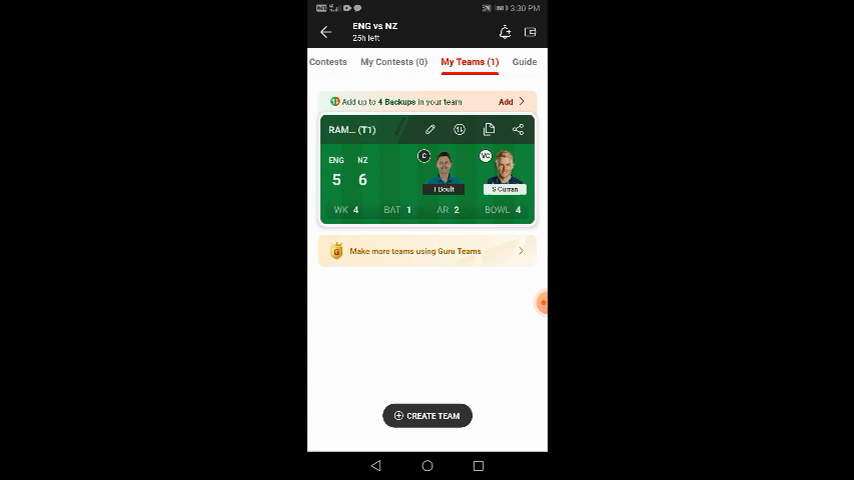 3:30 PM
ENG vs NZ
25h left
Contests My Contests (0) My Teams (1) Guide
Add up to 4 Backups in your team Add
RAM... (T1)
ENG NZ
5 6
C VC
T Boult S Curran
WK 4 BAT 1 AR 2 BOWL 4
Make more teams using Guru Teams
CREATE TEAM